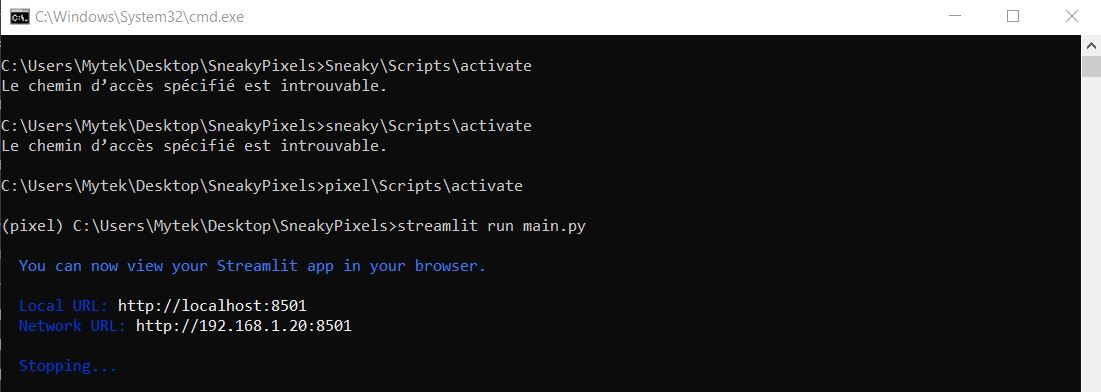 C:\Windows\System32\cmd.exe
C:\Users\Mytek\Desktop\SneakyPixels>Sneaky\Scripts\activate
Le chemin d’accès spécifié est introuvable.
C:\Users\Mytek\Desktop\SneakyPixels>sneaky\Scripts\activate
Le chemin d’accès spécifié est introuvable.
C:\Users\Mytek\Desktop\SneakyPixels>pixel\Scripts\activate
(pixel) C:\Users\Mytek\Desktop\SneakyPixels>streamlit run main.py
You can now view your Streamlit app in your browser.
Local URL: http://localhost:8501
Network URL: http://192.168.1.20:8501
Stopping...